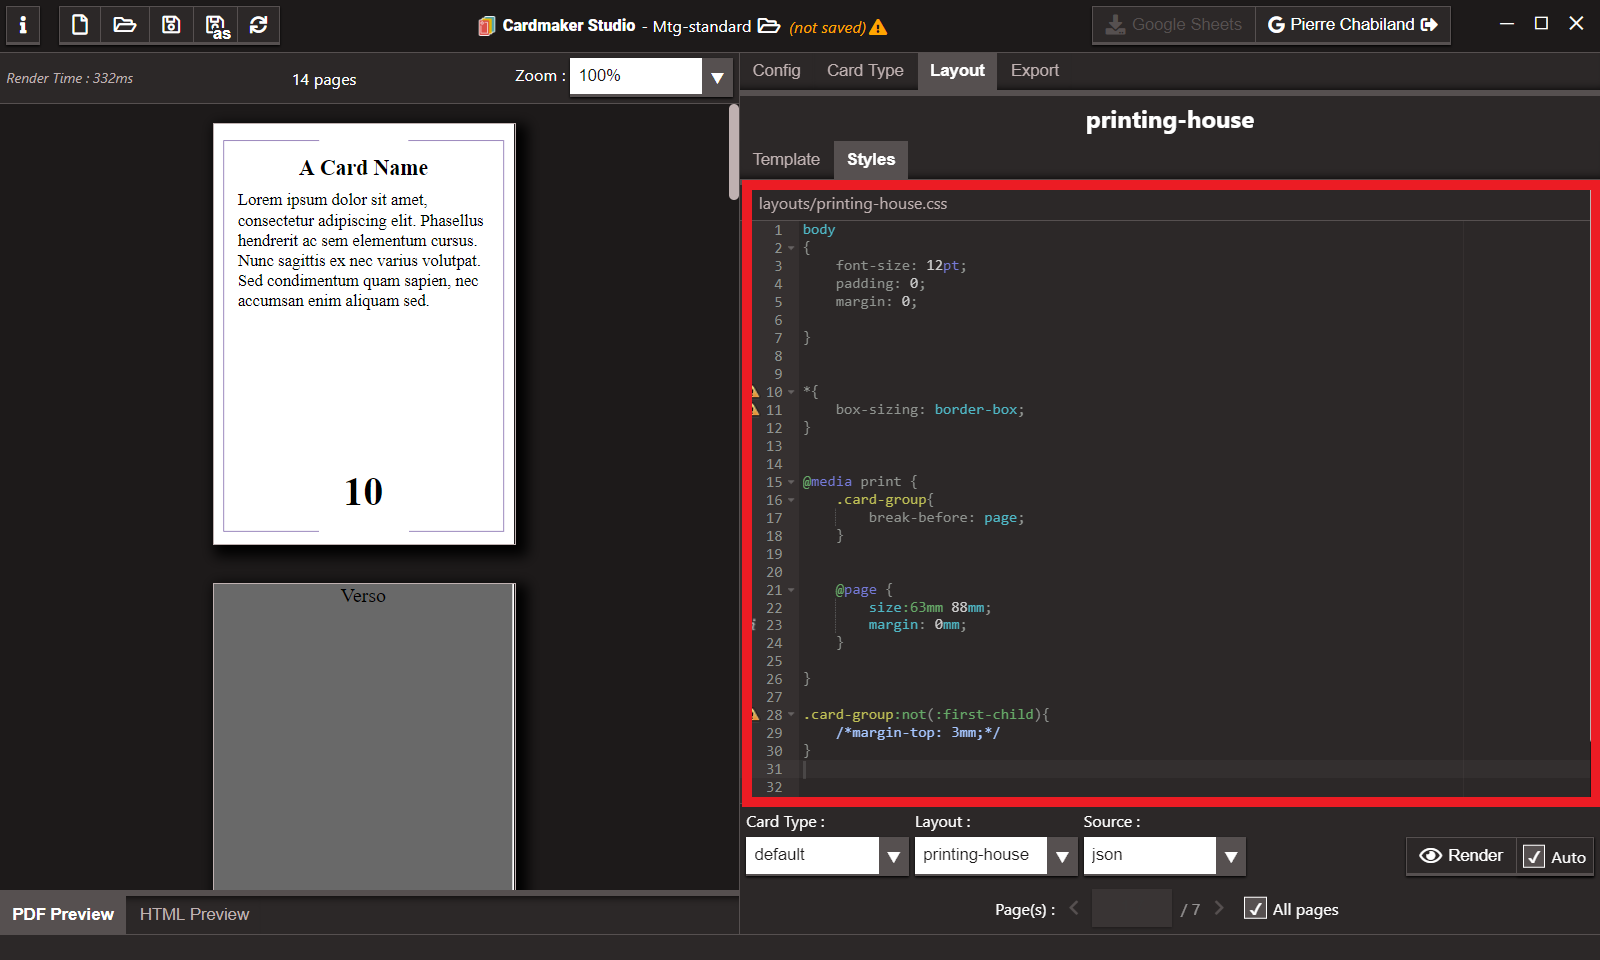 as
Cardmaker Studio - Mtg-standard (not saved)
Google Sheets
G Pierre Chabiland
Render Time : 332ms
14 pages
Zoom : 100%
A Card Name
Lorem ipsum dolor sit amet,
consectetur adipiscing elit. Phasellus
hendrerit ac sem elementum cursus.
Nunc sagittis ex nec varius volutpat.
Sed condimentum quam sapien, nec
accumsan enim aliquam sed.
10
Verso
PDF Preview
HTML Preview
Config Card Type Layout Export
printing-house
Template Styles
layouts/printing-house.css
1 body
2 {
3 font-size: 12pt;
4 padding: 0;
5 margin: 0;
6
7 }
8
9
10 *{
11 box-sizing: border-box;
12 }
13
14
15 @media print {
16 .card-group{
17 break-before: page;
18 }
19
20
21 @page {
22 size:63mm 88mm;
23 margin: 0mm;
24 }
25
26 }
27
28 .card-group:not(:first-child){
29 /*margin-top: 3mm;*/
30 }
31
32
Card Type : Layout : Source :
default printing-house json
Render Auto
Page(s) : / 7 All pages